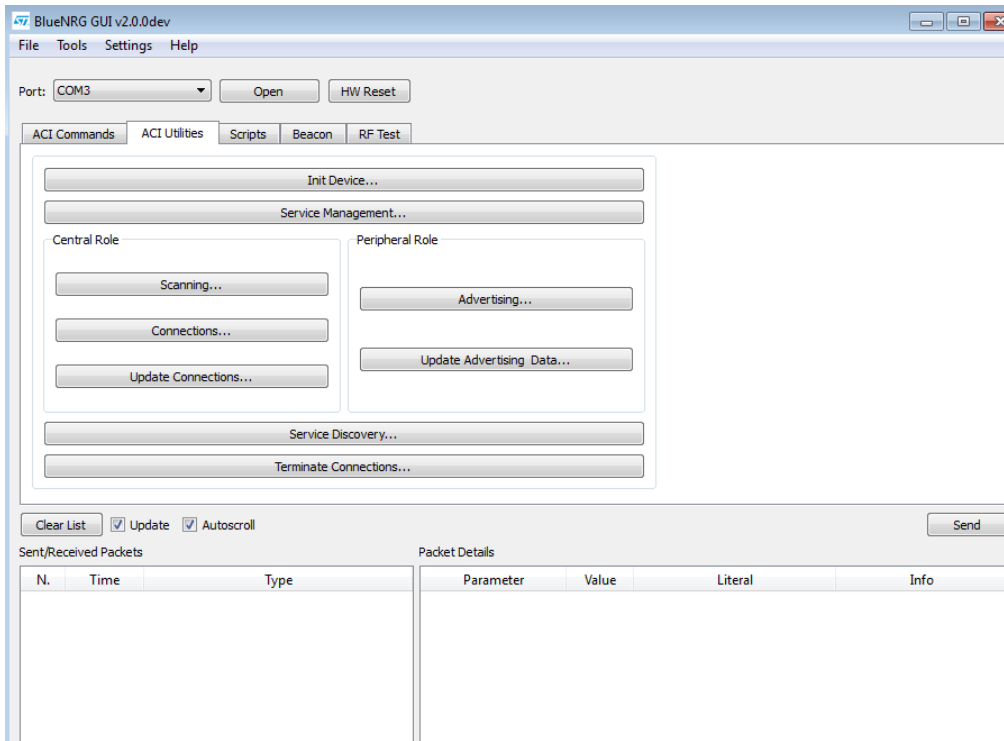 BlueNRG GUI v2.0.0dev
File Tools Settings Help
Port: COM3 Open HW Reset
ACI Commands ACI Utilities Scripts Beacon RF Test
Init Device...
Service Management...
Central Role
Scanning...
Connections...
Update Connections...
Peripheral Role
Advertising...
Update Advertising Data...
Service Discovery...
Terminate Connections...
Clear List Update Autoscroll Send
Sent/Received Packets
N. Time Type
Packet Details
Parameter Value Literal Info